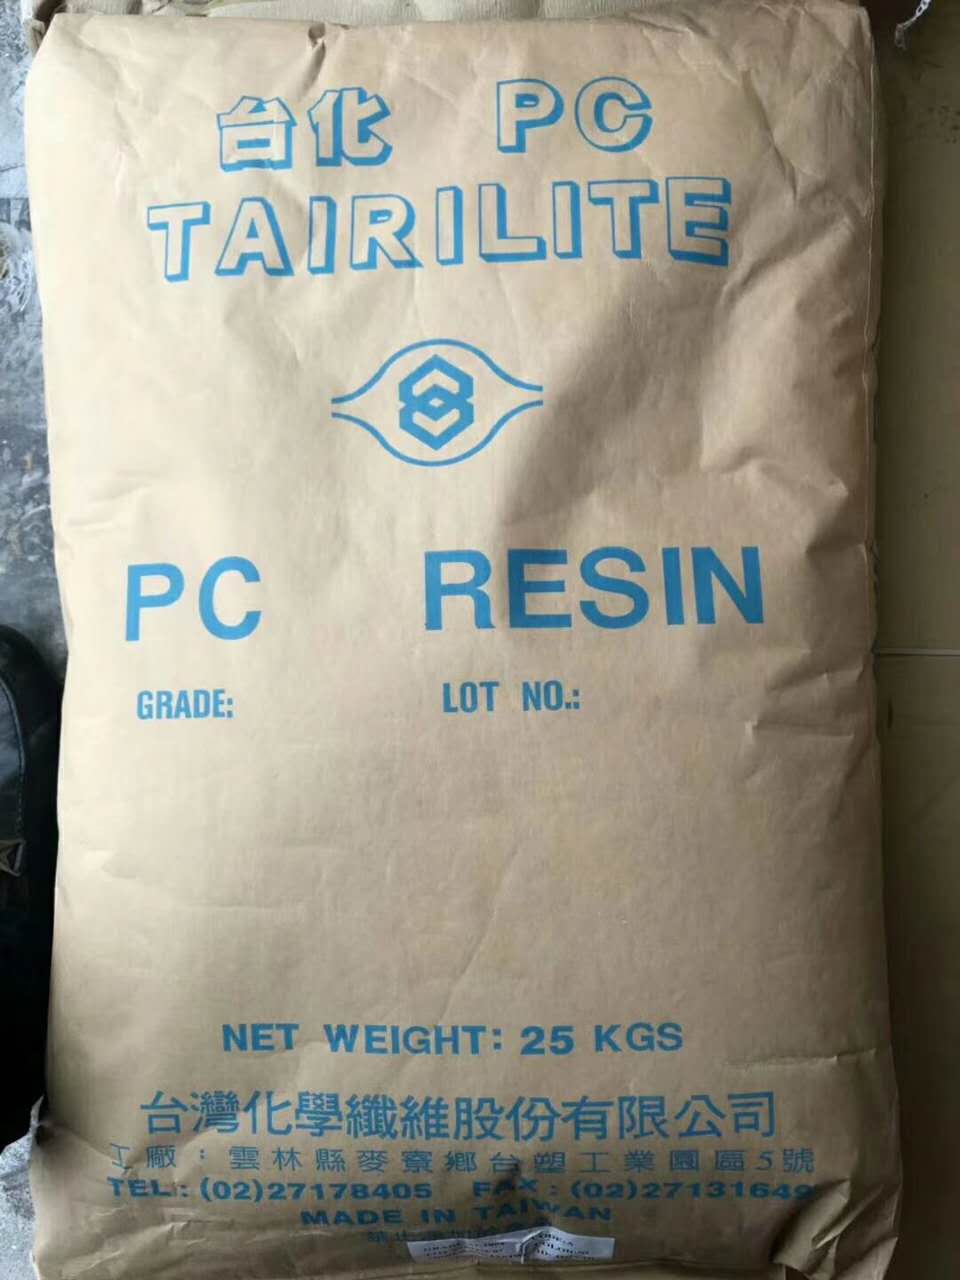 台化 PC
TAIRILITE
PC RESIN
GRADE: LOT NO.:
NET WEIGHT: 25 KGS
台灣化學纖維股份有限公司
工廠：雲林縣麥寮鄉台塑工業園區5號
TEL: (02)27178405 FAX: (02)27131649
MADE IN TAIWAN